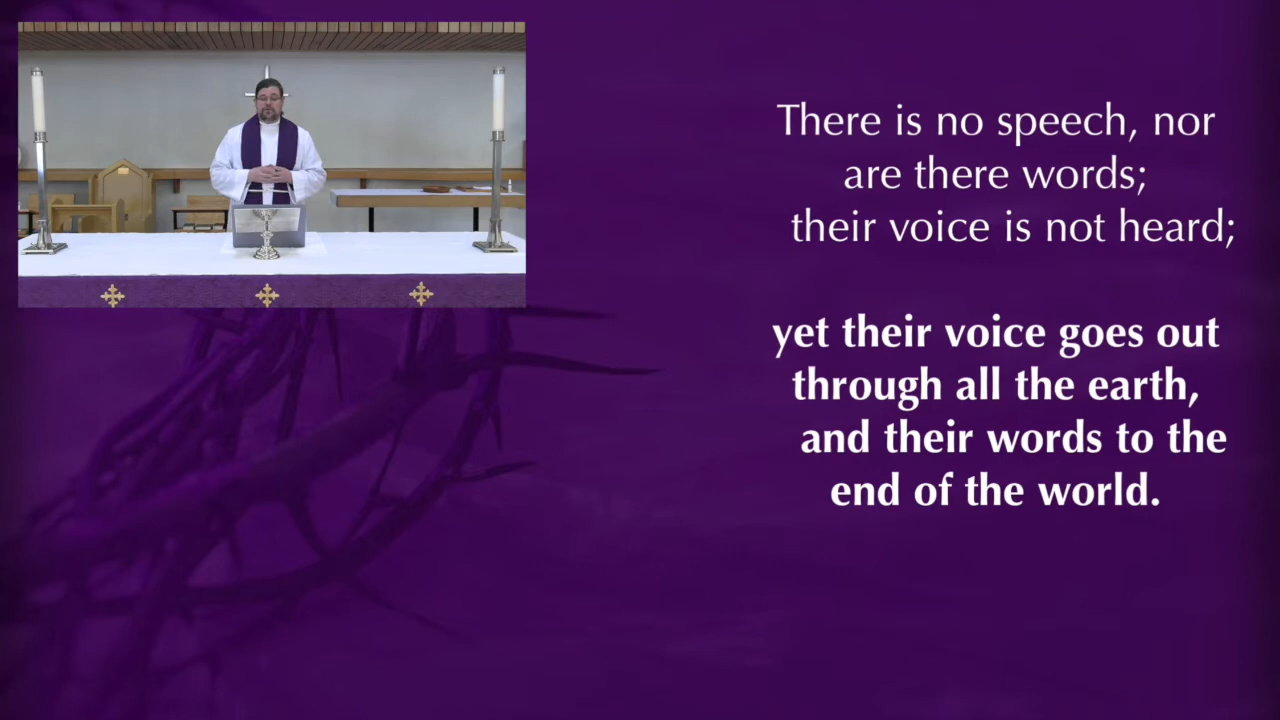 There is no speech, nor
are there words;
their voice is not heard;
yet their voice goes out
through all the earth,
and their words to the
end of the world.